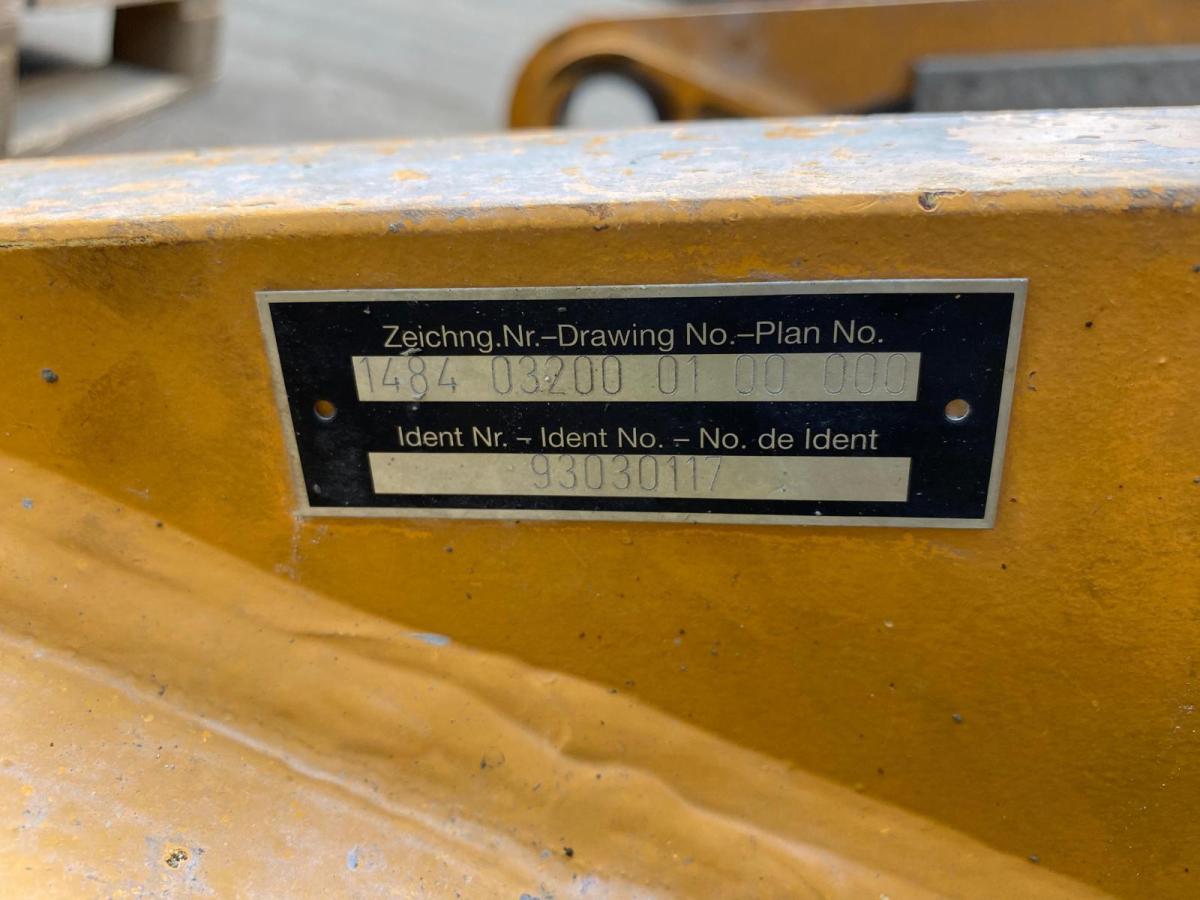 Zeichng.Nr.–Drawing No.–Plan No.
1484 03200 01 00 000
Ident Nr. – Ident No. – No. de Ident
93030117